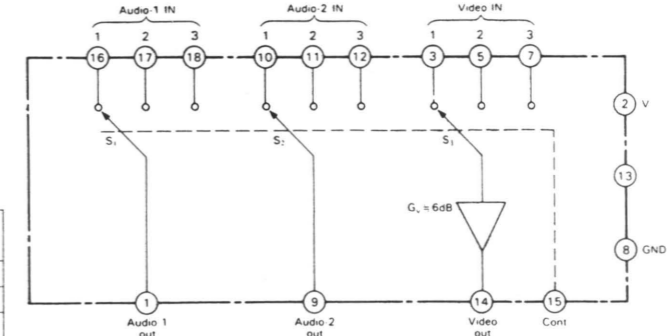 Audio-1 IN
Audio-2 IN
Video IN
1 2 3
1 2 3
1 2 3
16 17 18
10 11 12
3 5 7
2 V
S₁
S₂
S₃
13
Gᵥ = 6dB
8 GND
1
9
14
15
Audio 1
out
Audio 2
out
Video
out
Cont